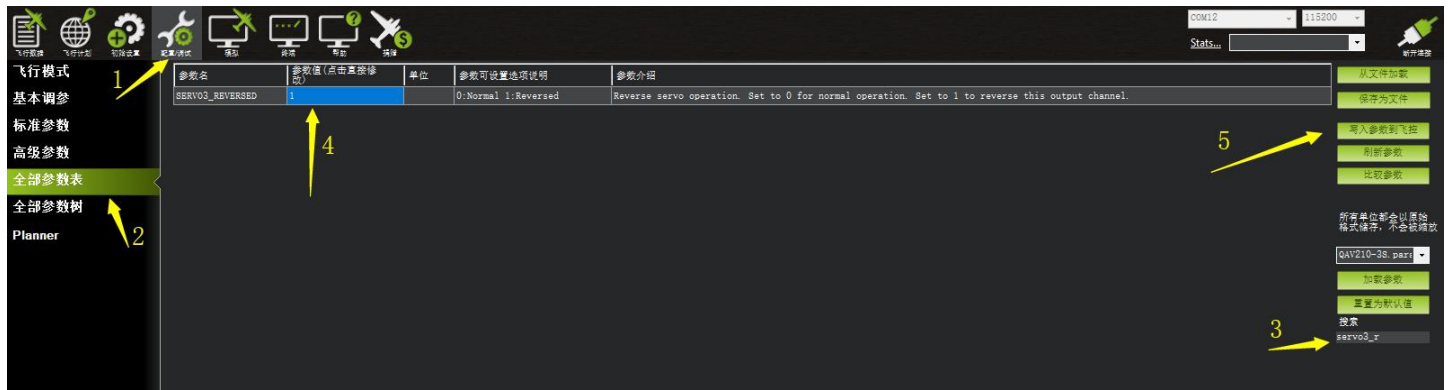 COM12
115200
Stats...
飞行数据
飞行计划
初始设置
配置/调试
模拟
终端
帮助
捐赠
断开连接
飞行模式
基本调参
标准参数
高级参数
全部参数表
全部参数树
Planner
1
2
参数名
参数值(点击直接修
改)
单位
参数可设置选项说明
参数介绍
SERVO3_REVERSED
1
0:Normal 1:Reversed
Reverse servo operation. Set to 0 for normal operation. Set to 1 to reverse this output channel.
4
5
从文件加载
保存为文件
写入参数到飞控
刷新参数
比较参数
所有单位都会以原始
格式储存，不会被缩放
QAV210-3S.para
加载参数
重置为默认值
搜索
3
servo3_r